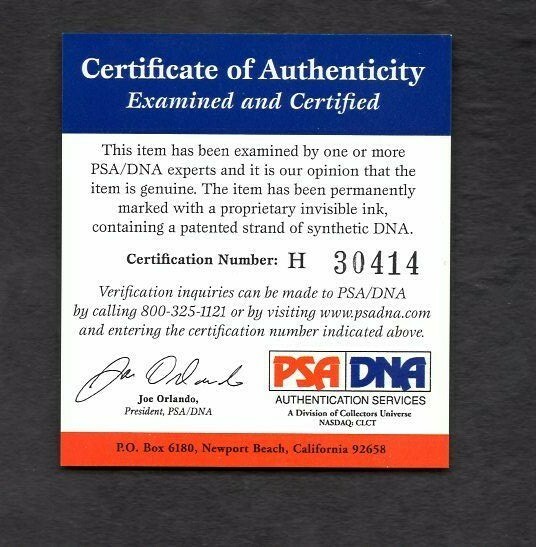 Certificate of Authenticity
Examined and Certified
This item has been examined by one or more
PSA/DNA experts and it is our opinion that the
item is genuine. The item has been permanently
marked with a proprietary invisible ink,
containing a patented strand of synthetic DNA.
Certification Number: H 30414
Verification inquiries can be made to PSA/DNA
by calling 800-325-1121 or by visiting www.psadna.com
and entering the certification number indicated above.
Joe Orlando
Joe Orlando,
President, PSA/DNA
PSA DNA
AUTHENTICATION SERVICES
A Division of Collectors Universe
NASDAQ: CLCT
P.O. Box 6180, Newport Beach, California 92658